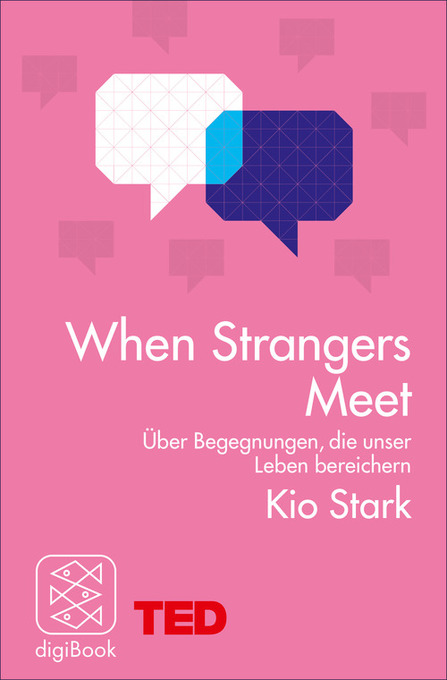 When Strangers
Meet
Über Begegnungen, die unser
Leben bereichern
Kio Stark
digiBook
TED